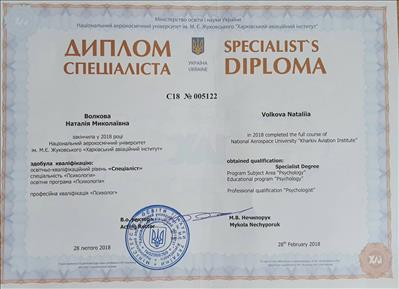 Міністерство освіти і науки України
Національний аерокосмічний університет ім. М. Є. Жуковського "Харківський авіаційний інститут"
ДИПЛОМ
СПЕЦІАЛІСТА
УКРАЇНА
UKRAINE
SPECIALIST'S
DIPLOMA
C18 № 005122
Волкова
Наталія Миколаївна
закінчила у 2018 році
Національний аерокосмічний університет
ім. М.Є. Жуковського «Харківський авіаційний інститут»
здобула кваліфікацію:
освітньо-кваліфікаційний рівень «Спеціаліст»
спеціальність «Психологія»
освітня програма «Психологія»
професійна кваліфікація «Психолог»
Volkova Nataliia
in 2018 completed the full course of
National Aerospace University "Kharkiv Aviation Institute"
obtained qualification:
Specialist Degree
Program Subject Area "Psychology"
Educational program "Psychology"
Professional qualification "Psychologist"
В.о. ректора
Acting Rector
М.В. Нечипорук
Mykola Nechyporuk
28 лютого 2018
28th February 2018
ХАІ